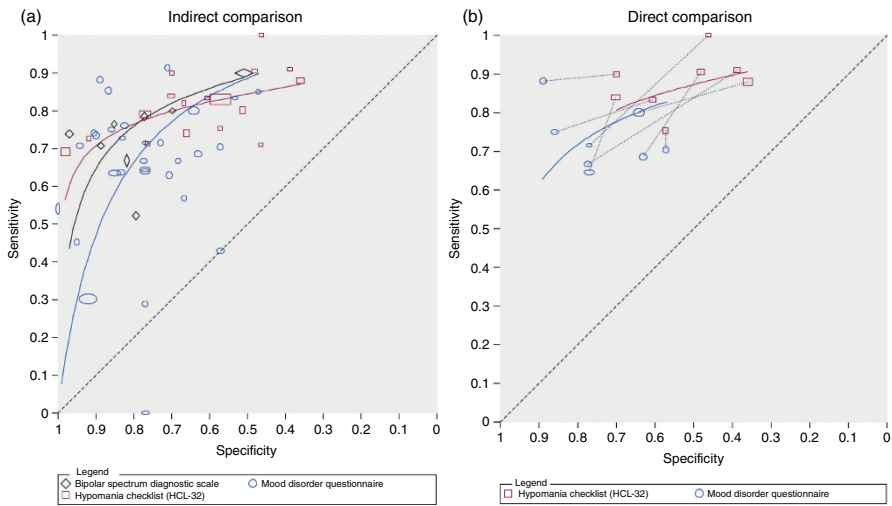 (a)
Indirect comparison
1
0.9
0.8
0.7
0.6
0.5
0.4
0.3
0.2
0.1
0
Sensitivity
1 0.9 0.8 0.7 0.6 0.5 0.4 0.3 0.2 0.1 0
Specificity
Legend
Bipolar spectrum diagnostic scale Mood disorder questionnaire
Hypomania checklist (HCL-32)
(b)
Direct comparison
1
0.9
0.8
0.7
0.6
0.5
0.4
0.3
0.2
0.1
0
Sensitivity
1 0.9 0.8 0.7 0.6 0.5 0.4 0.3 0.2 0.1 0
Specificity
Legend
Hypomania checklist (HCL-32) Mood disorder questionnaire